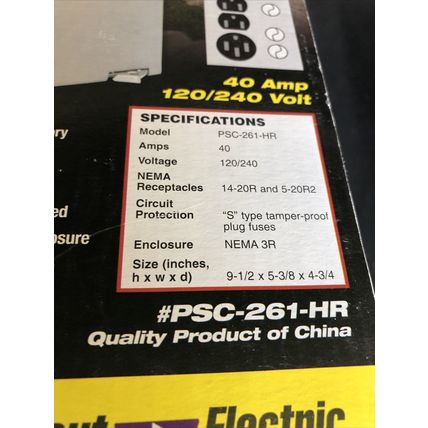 40 Amp
120/240 Volt
SPECIFICATIONS
Model PSC-261-HR
Amps 40
Voltage 120/240
NEMA
Receptacles 14-20R and 5-20R2
Circuit
Protection "S" type tamper-proof
plug fuses
Enclosure NEMA 3R
Size (inches,
h x w x d) 9-1/2 x 5-3/8 x 4-3/4
#PSC-261-HR
Quality Product of China
Electric